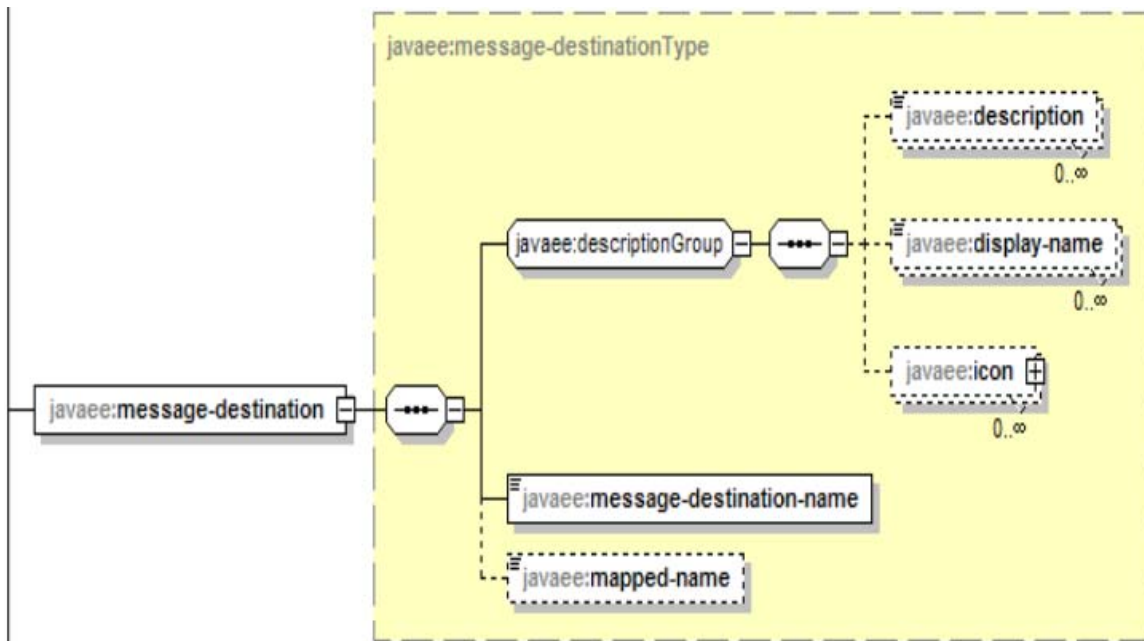 javaee:message-destinationType
javaee:description
0..∞
javaee:descriptionGroup
javaee:display-name
0..∞
javaee:icon
0..∞
javaee:message-destination
javaee:message-destination-name
javaee:mapped-name